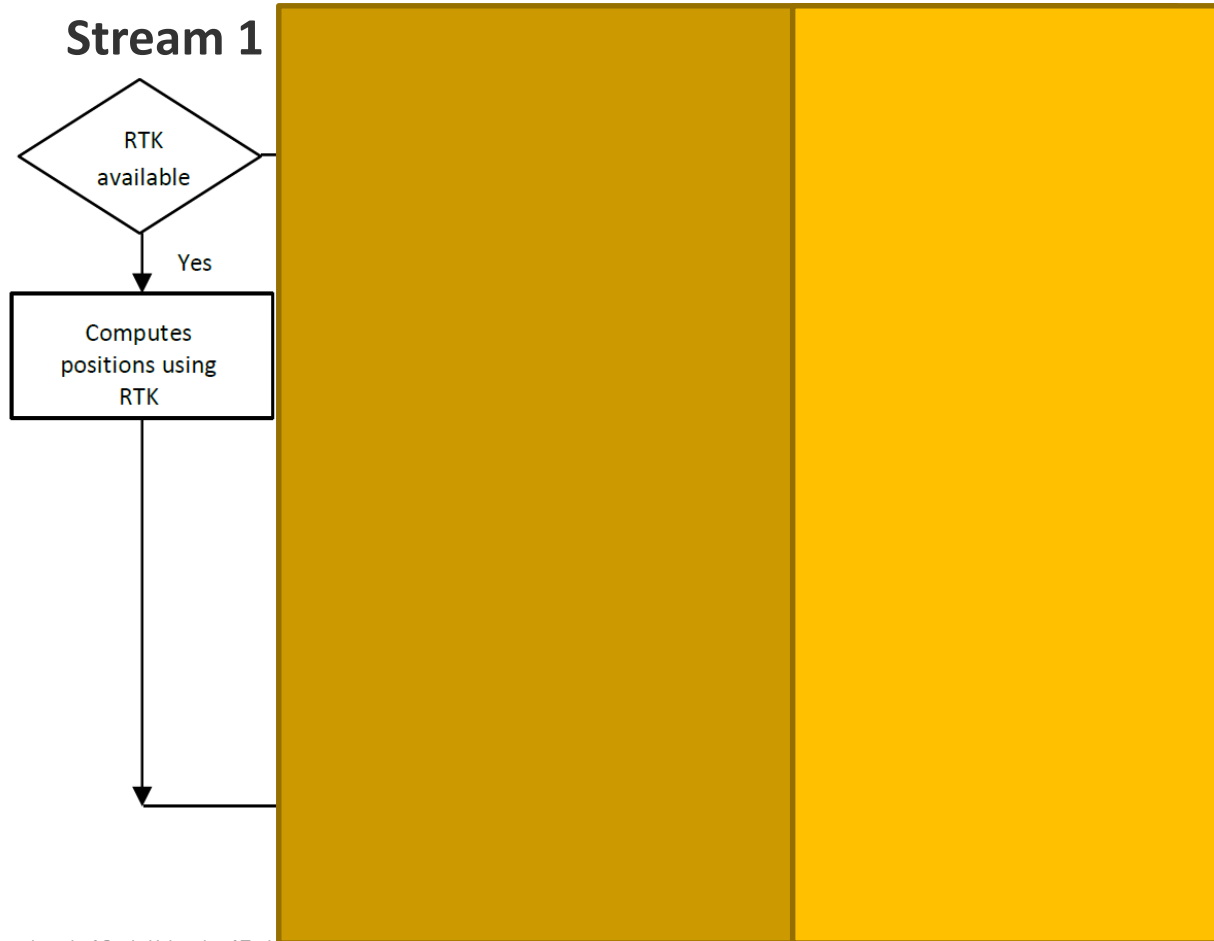 Stream 1
RTK
available
Yes
Computes
positions using
RTK